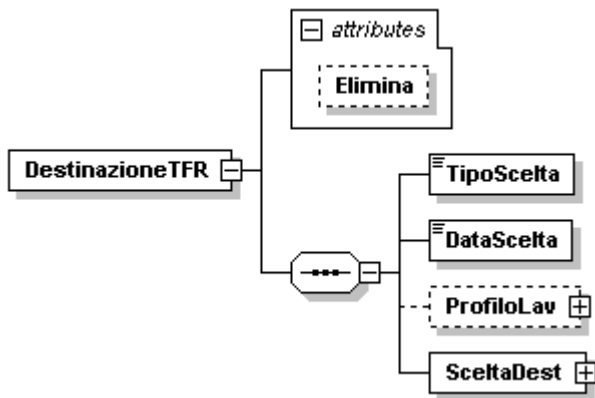 attributes
Elimina
DestinazioneTFR
TipoScelta
DataScelta
ProfiloLav
SceltaDest